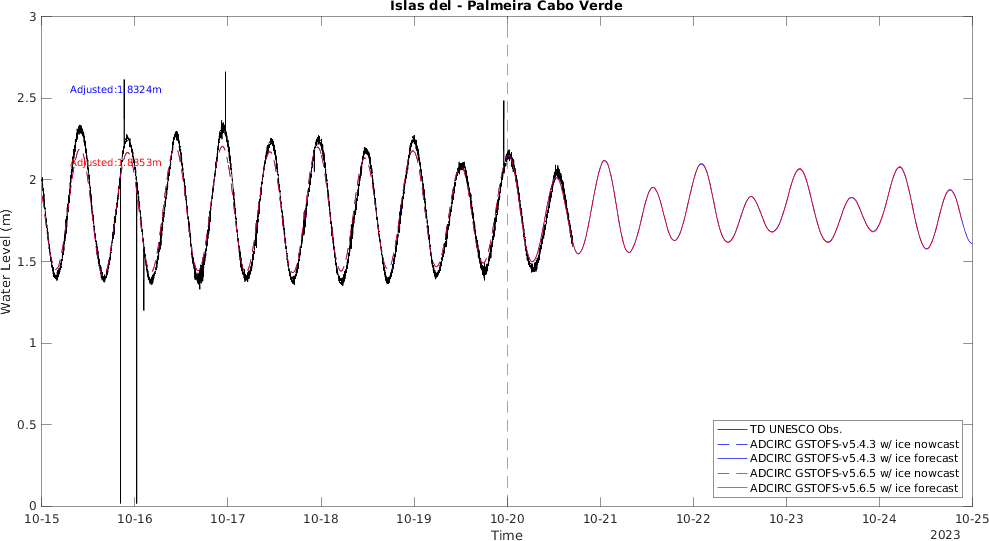 Islas del - Palmeira Cabo Verde
Water Level (m)
3
2.5
2
1.5
1
0.5
0
Adjusted:1.8324m
Adjusted:1.8353m
TD UNESCO Obs.
ADCIRC GSTOFS-v5.4.3 w/ ice nowcast
ADCIRC GSTOFS-v5.4.3 w/ ice forecast
ADCIRC GSTOFS-v5.6.5 w/ ice nowcast
ADCIRC GSTOFS-v5.6.5 w/ ice forecast
10-15 10-16 10-17 10-18 10-19 10-20 10-21 10-22 10-23 10-24 10-25
Time
2023